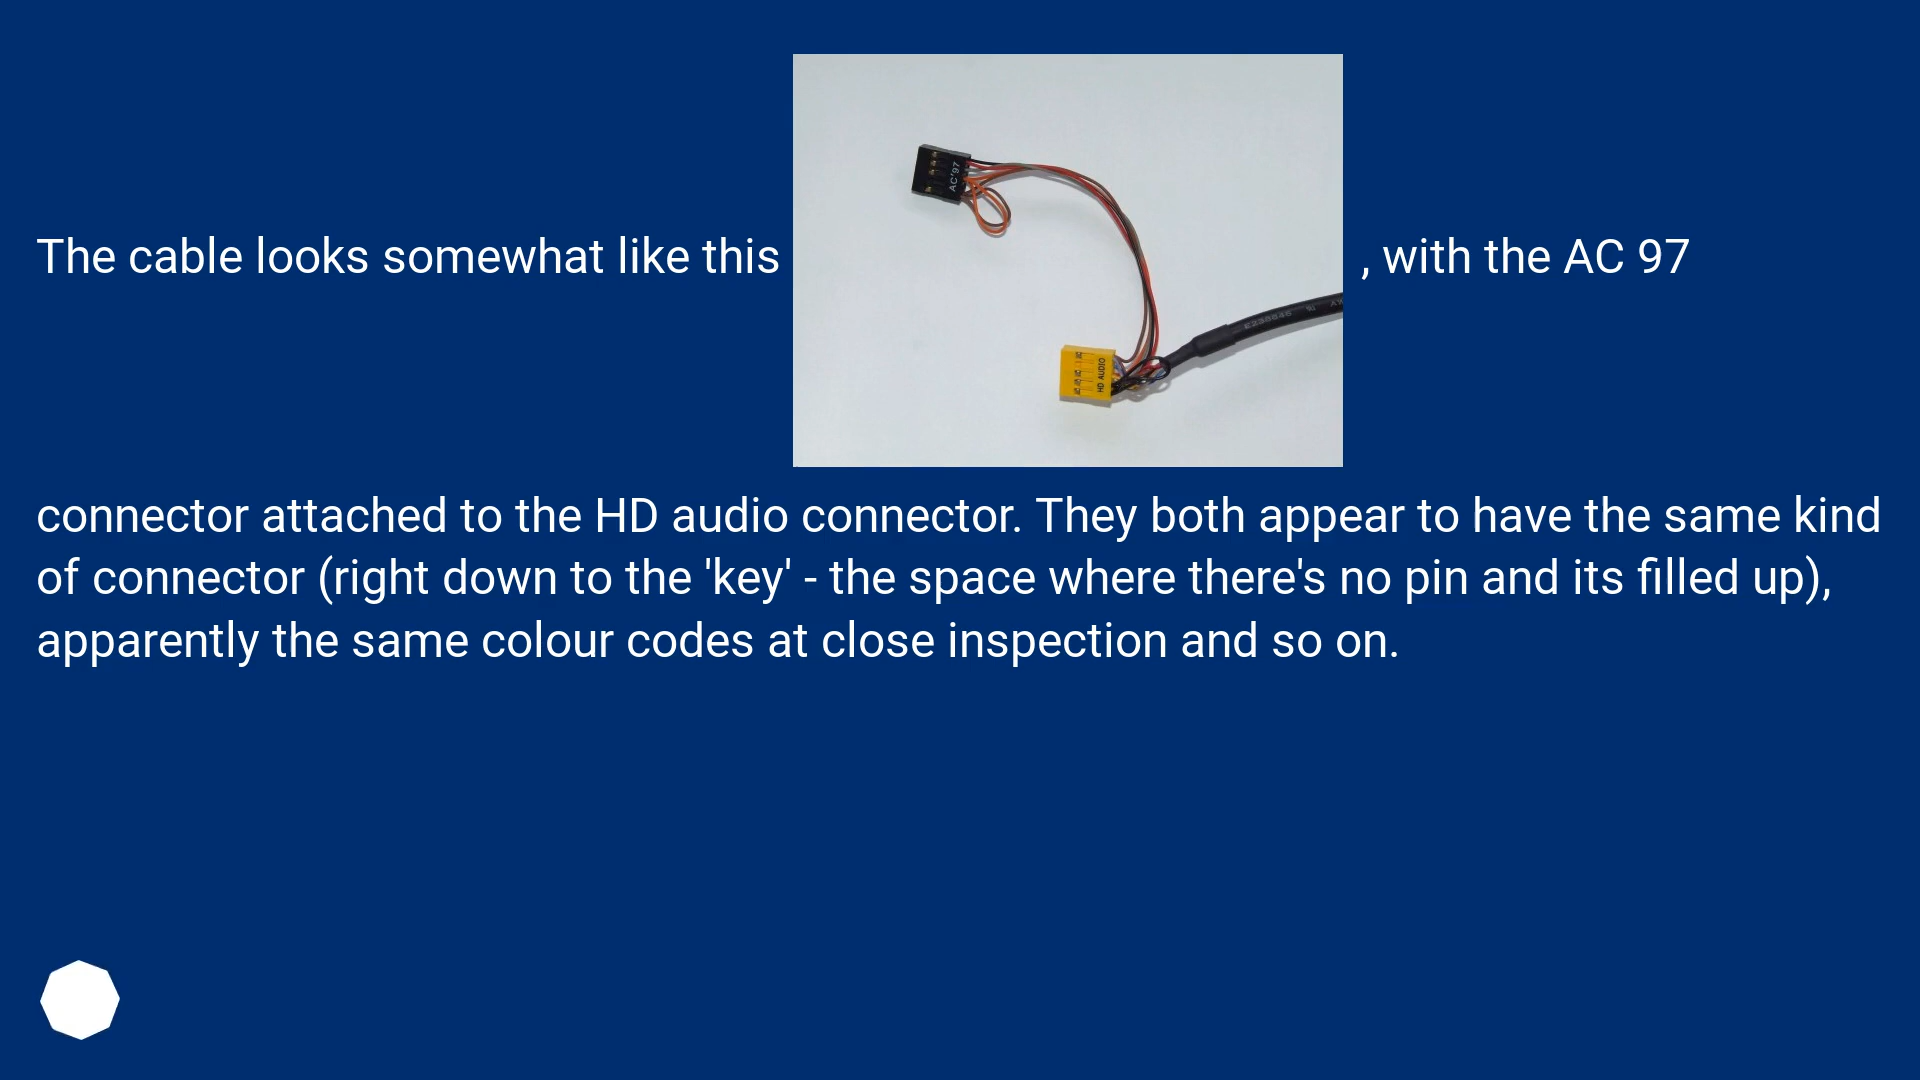 The cable looks somewhat like this , with the AC 97
AC'97
E236846
HD AUDIO
connector attached to the HD audio connector. They both appear to have the same kind
of connector (right down to the 'key' - the space where there's no pin and its filled up),
apparently the same colour codes at close inspection and so on.